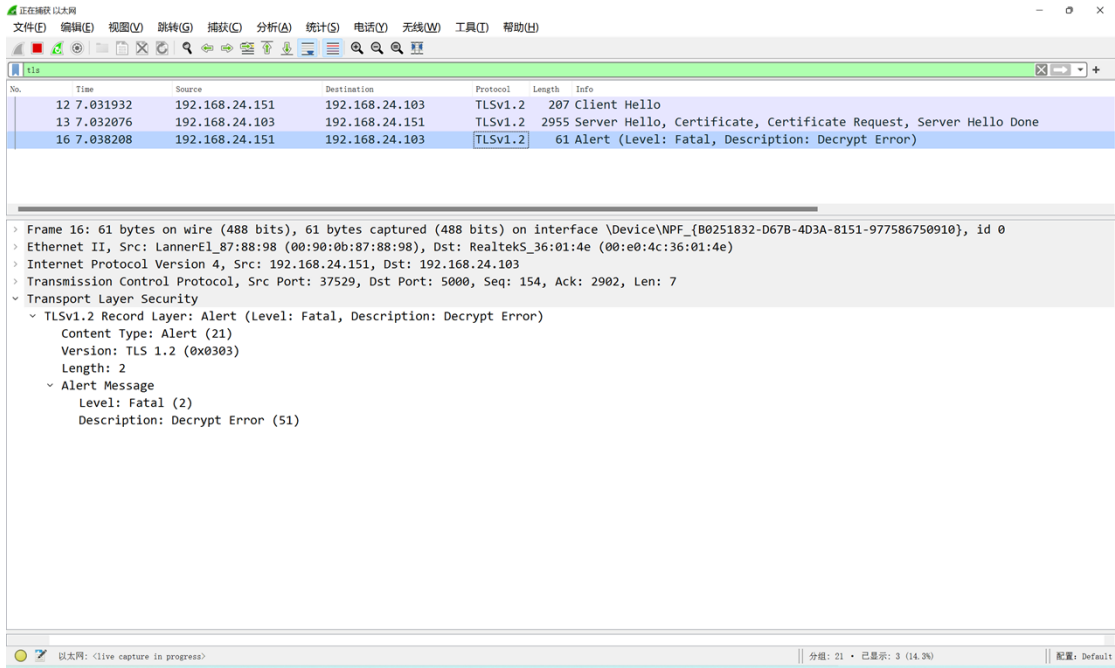 正在捕获 以太网
文件(F) 编辑(E) 视图(V) 跳转(G) 捕获(C) 分析(A) 统计(S) 电话(Y) 无线(W) 工具(T) 帮助(H)
tls
No. Time Source Destination Protocol Length Info
12 7.031932 192.168.24.151 192.168.24.103 TLSv1.2 207 Client Hello
13 7.032076 192.168.24.103 192.168.24.151 TLSv1.2 2955 Server Hello, Certificate, Certificate Request, Server Hello Done
16 7.038208 192.168.24.151 192.168.24.103 TLSv1.2 61 Alert (Level: Fatal, Description: Decrypt Error)
Frame 16: 61 bytes on wire (488 bits), 61 bytes captured (488 bits) on interface \Device\NPF_{B0251832-D67B-4D3A-8151-977586750910}, id 0
Ethernet II, Src: LannerEl_87:88:98 (00:90:0b:87:88:98), Dst: RealtekS_36:01:4e (00:e0:4c:36:01:4e)
Internet Protocol Version 4, Src: 192.168.24.151, Dst: 192.168.24.103
Transmission Control Protocol, Src Port: 37529, Dst Port: 5000, Seq: 154, Ack: 2902, Len: 7
Transport Layer Security
TLSv1.2 Record Layer: Alert (Level: Fatal, Description: Decrypt Error)
Content Type: Alert (21)
Version: TLS 1.2 (0x0303)
Length: 2
Alert Message
Level: Fatal (2)
Description: Decrypt Error (51)
以太网: <live capture in progress> 分组: 21 • 已显示: 3 (14.3%) 配置: Default